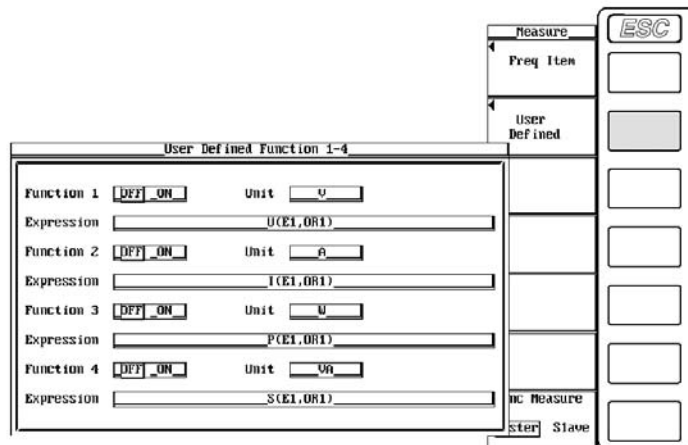 Measure
ESC
Freq Item
User
Defined
User Defined Function 1-4
Function 1 OFF ON Unit V
Expression U(E1,OR1)
Function 2 OFF ON Unit A
Expression I(E1,OR1)
Function 3 OFF ON Unit W
Expression P(E1,OR1)
Function 4 OFF ON Unit VA
Expression S(E1,OR1)
nc Measure
ster Slave